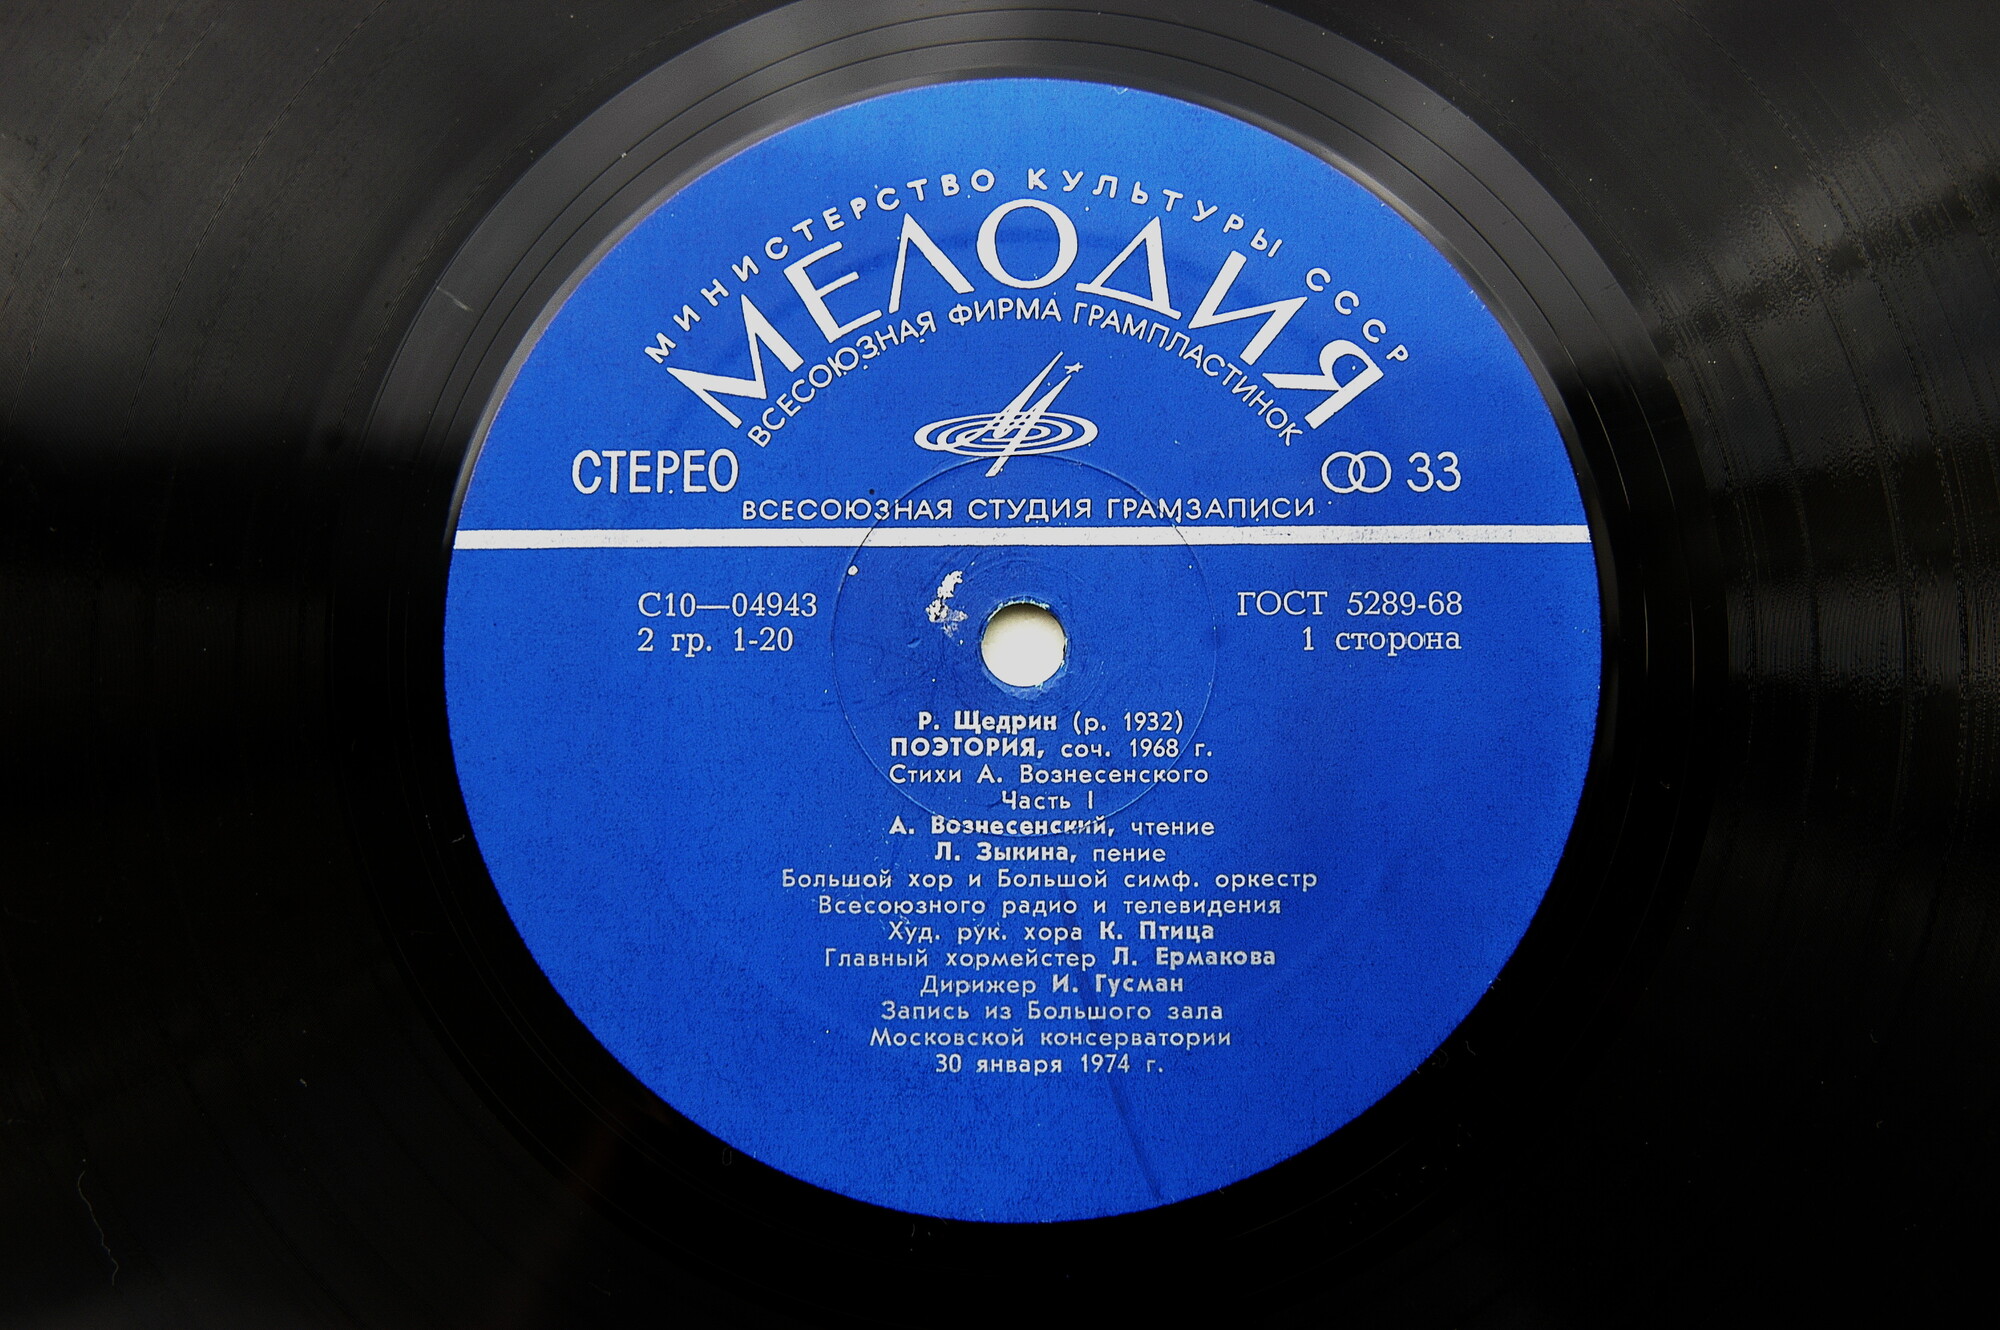 МИНИСТЕРСТВО КУЛЬТУРЫ СССР
МЕЛОДИЯ
ВСЕСОЮЗНАЯ ФИРМА ГРАМПЛАСТИНОК
СТЕРЕО
33
ВСЕСОЮЗНАЯ СТУДИЯ ГРАМЗАПИСИ
С10—04943
ГОСТ 5289-68
2 гр. 1-20
1 сторона
Р. Щедрин (р. 1932)
ПОЭТОРИЯ, соч. 1968 г.
Стихи А. Вознесенского
Часть I
А. Вознесенский, чтение
Л. Зыкина, пение
Большой хор и Большой симф. оркестр
Всесоюзного радио и телевидения
Худ. рук. хора К. Птица
Главный хормейстер Л. Ермакова
Дирижер И. Гусман
Запись из Большого зала
Московской консерватории
30 января 1974 г.